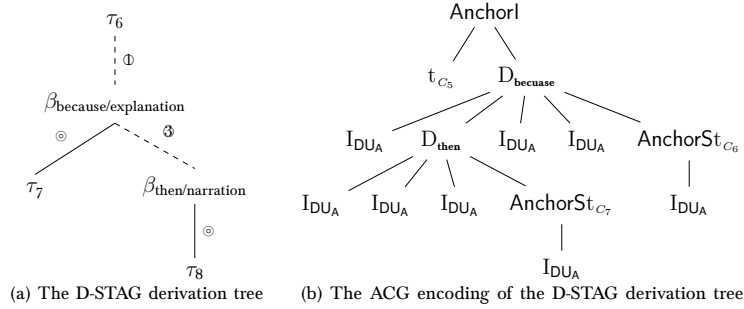 τ6
①
βbecause/explanation
◎
③
τ7
βthen/narration
◎
τ8
(a) The D-STAG derivation tree
AnchorI
tC5
Dbecuase
IDUA
Dthen
IDUA
IDUA
AnchorStC6
IDUA
IDUA
IDUA
AnchorStC7
IDUA
IDUA
(b) The ACG encoding of the D-STAG derivation tree